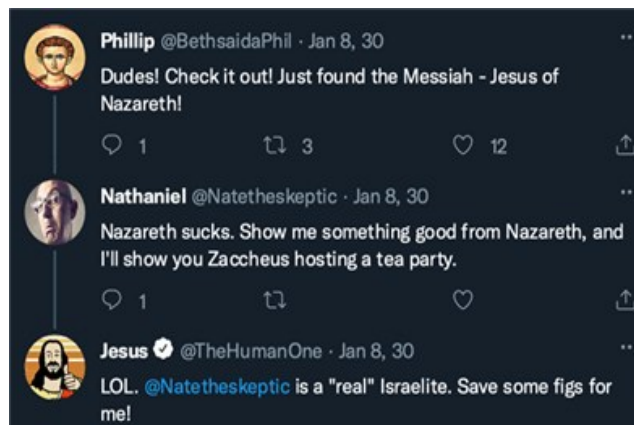 Phillip @BethsaidaPhil · Jan 8, 30
Dudes! Check it out! Just found the Messiah - Jesus of
Nazareth!
1 3 12
Nathaniel @Natetheskeptic · Jan 8, 30
Nazareth sucks. Show me something good from Nazareth, and
I'll show you Zaccheus hosting a tea party.
1
Jesus @TheHumanOne · Jan 8, 30
LOL. @Natetheskeptic is a "real" Israelite. Save some figs for
me!